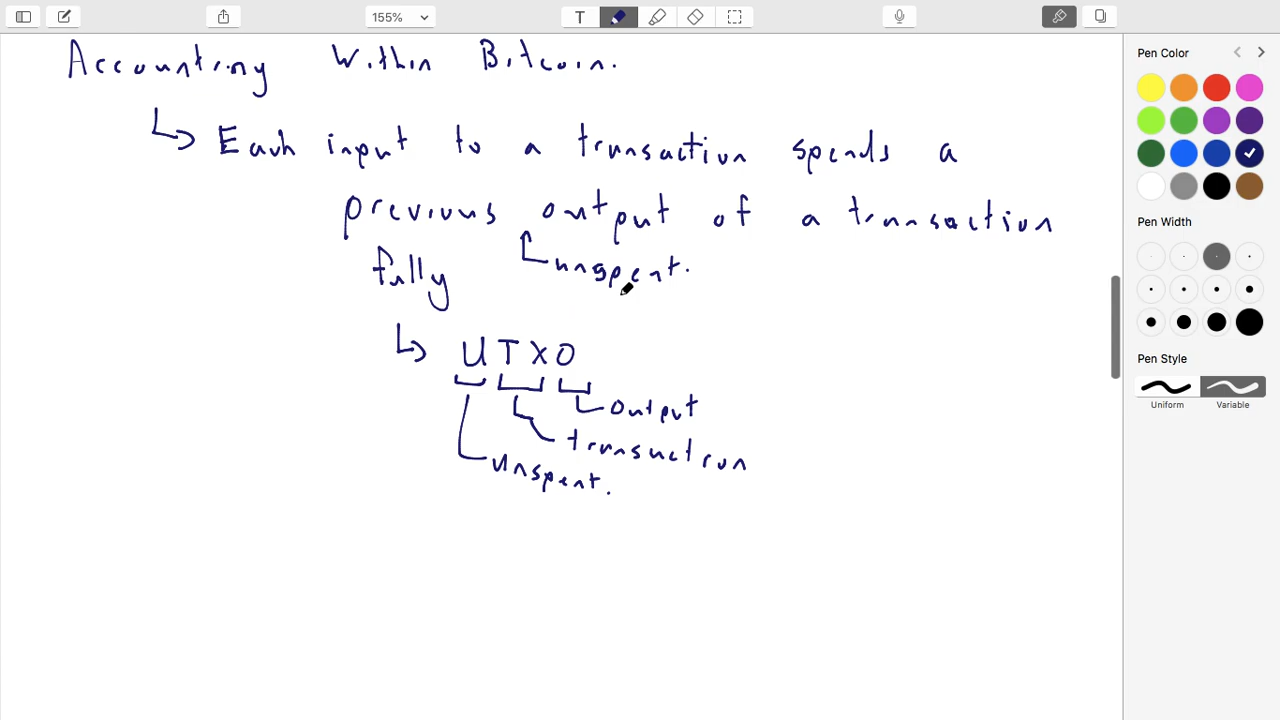 155%
T
Accounting Within Bitcoin.
Each input to a transaction spends a
previous output of a transaction
fully
unspent.
UTXO
output
transaction
unspent.
Pen Color
Pen Width
Pen Style
Uniform
Variable